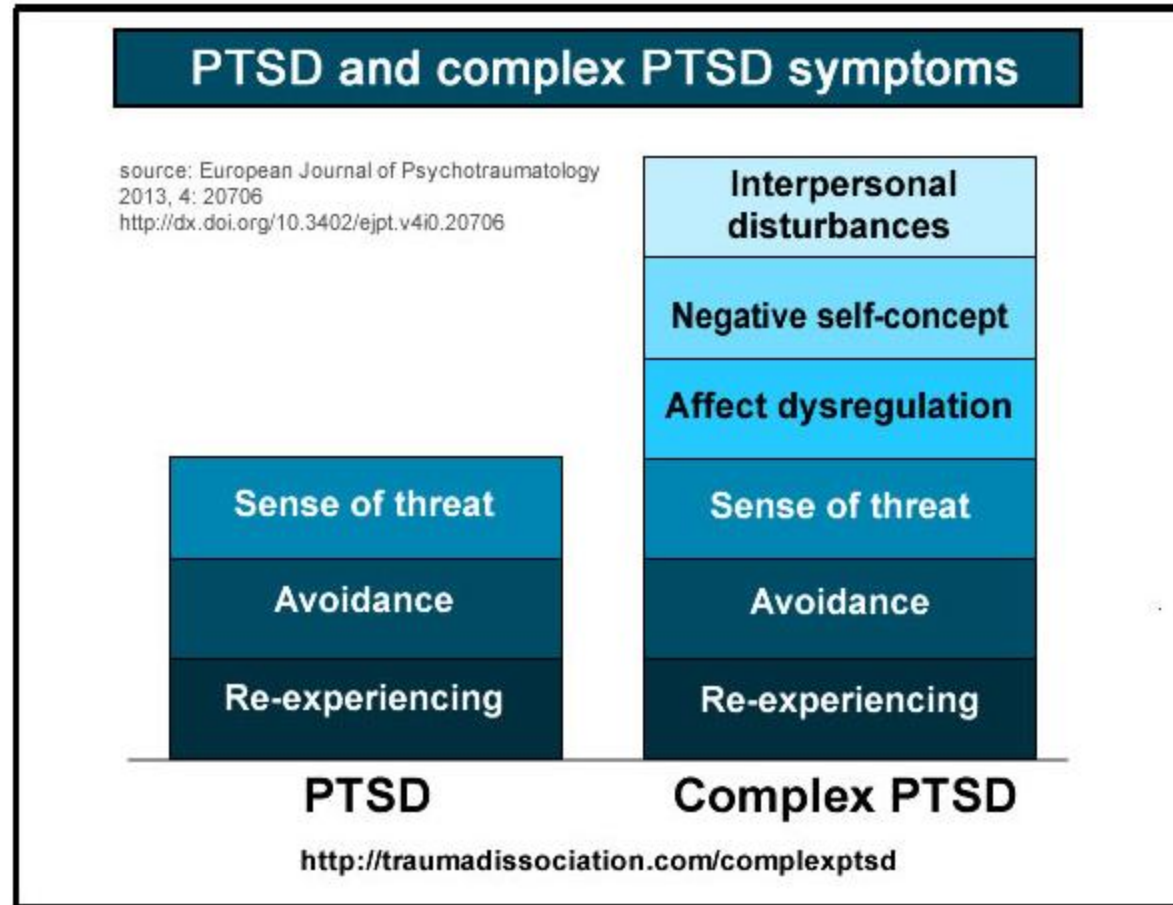 PTSD and complex PTSD symptoms
source: European Journal of Psychotraumatology
2013, 4: 20706
http://dx.doi.org/10.3402/ejpt.v4i0.20706
Sense of threat
Avoidance
Re-experiencing
PTSD
Interpersonal
disturbances
Negative self-concept
Affect dysregulation
Sense of threat
Avoidance
Re-experiencing
Complex PTSD
http://traumadissociation.com/complexptsd